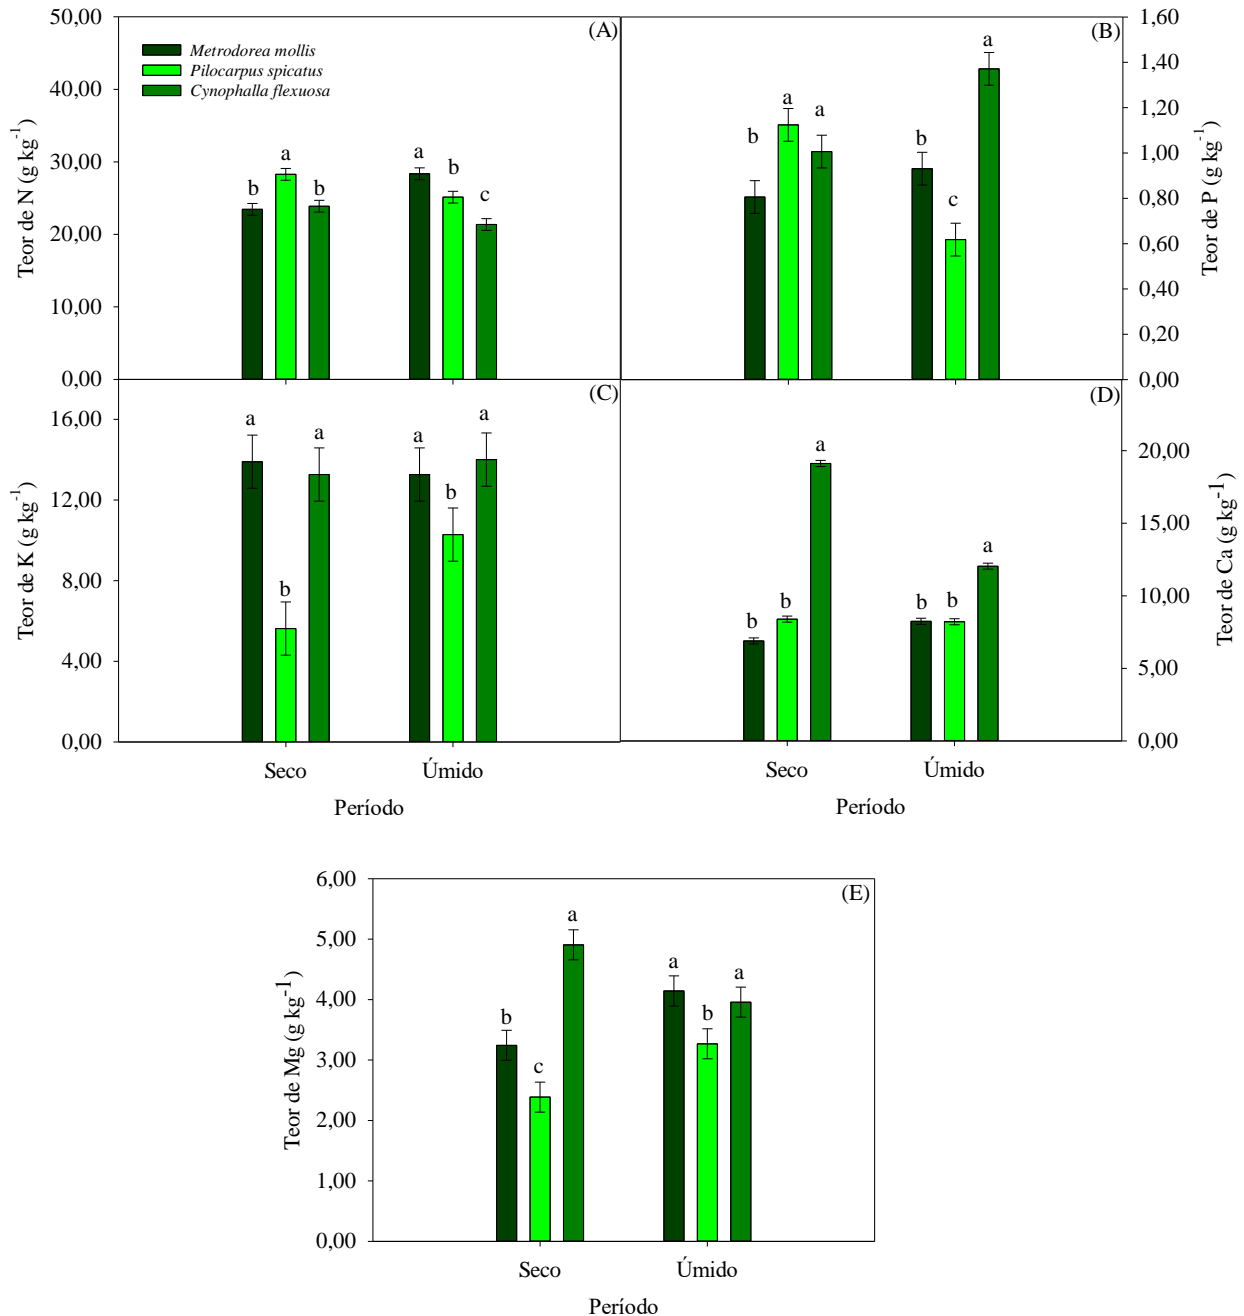 (A)
Teor de N (g kg⁻¹)
50,00
40,00
30,00
20,00
10,00
0,00
Metrodorea mollis
Pilocarpus spicatus
Cynophalla flexuosa
b a b
a b c
(B)
Teor de P (g kg⁻¹)
1,60
1,40
1,20
1,00
0,80
0,60
0,40
0,20
0,00
b a a
b c a
(C)
Teor de K (g kg⁻¹)
16,00
12,00
8,00
4,00
0,00
a b a
a b a
Seco Úmido
Período
(D)
Teor de Ca (g kg⁻¹)
20,00
15,00
10,00
5,00
0,00
b b a
b b a
Seco Úmido
Período
(E)
Teor de Mg (g kg⁻¹)
6,00
5,00
4,00
3,00
2,00
1,00
0,00
b c a
a b a
Seco Úmido
Período